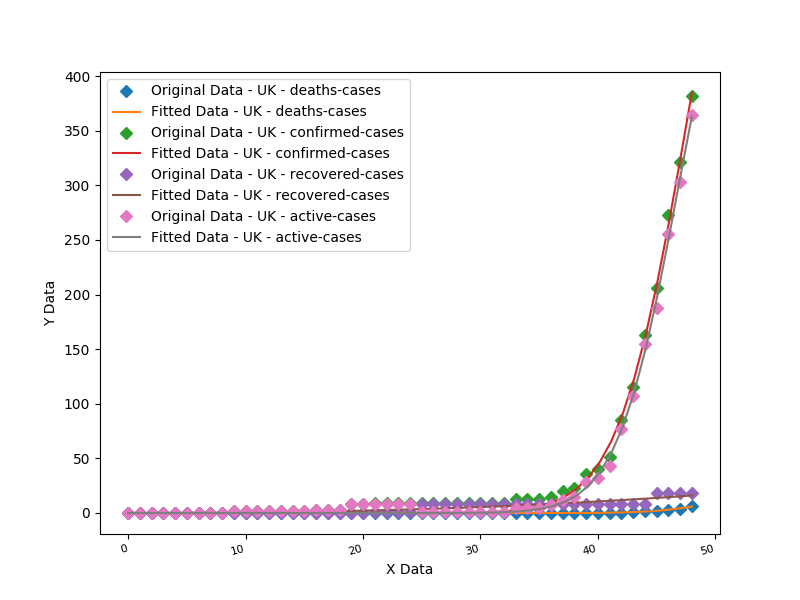 Original Data - UK - deaths-cases
Fitted Data - UK - deaths-cases
Original Data - UK - confirmed-cases
Fitted Data - UK - confirmed-cases
Original Data - UK - recovered-cases
Fitted Data - UK - recovered-cases
Original Data - UK - active-cases
Fitted Data - UK - active-cases
400
350
300
250
200
150
100
50
0
Y Data
0 10 20 30 40 50
X Data